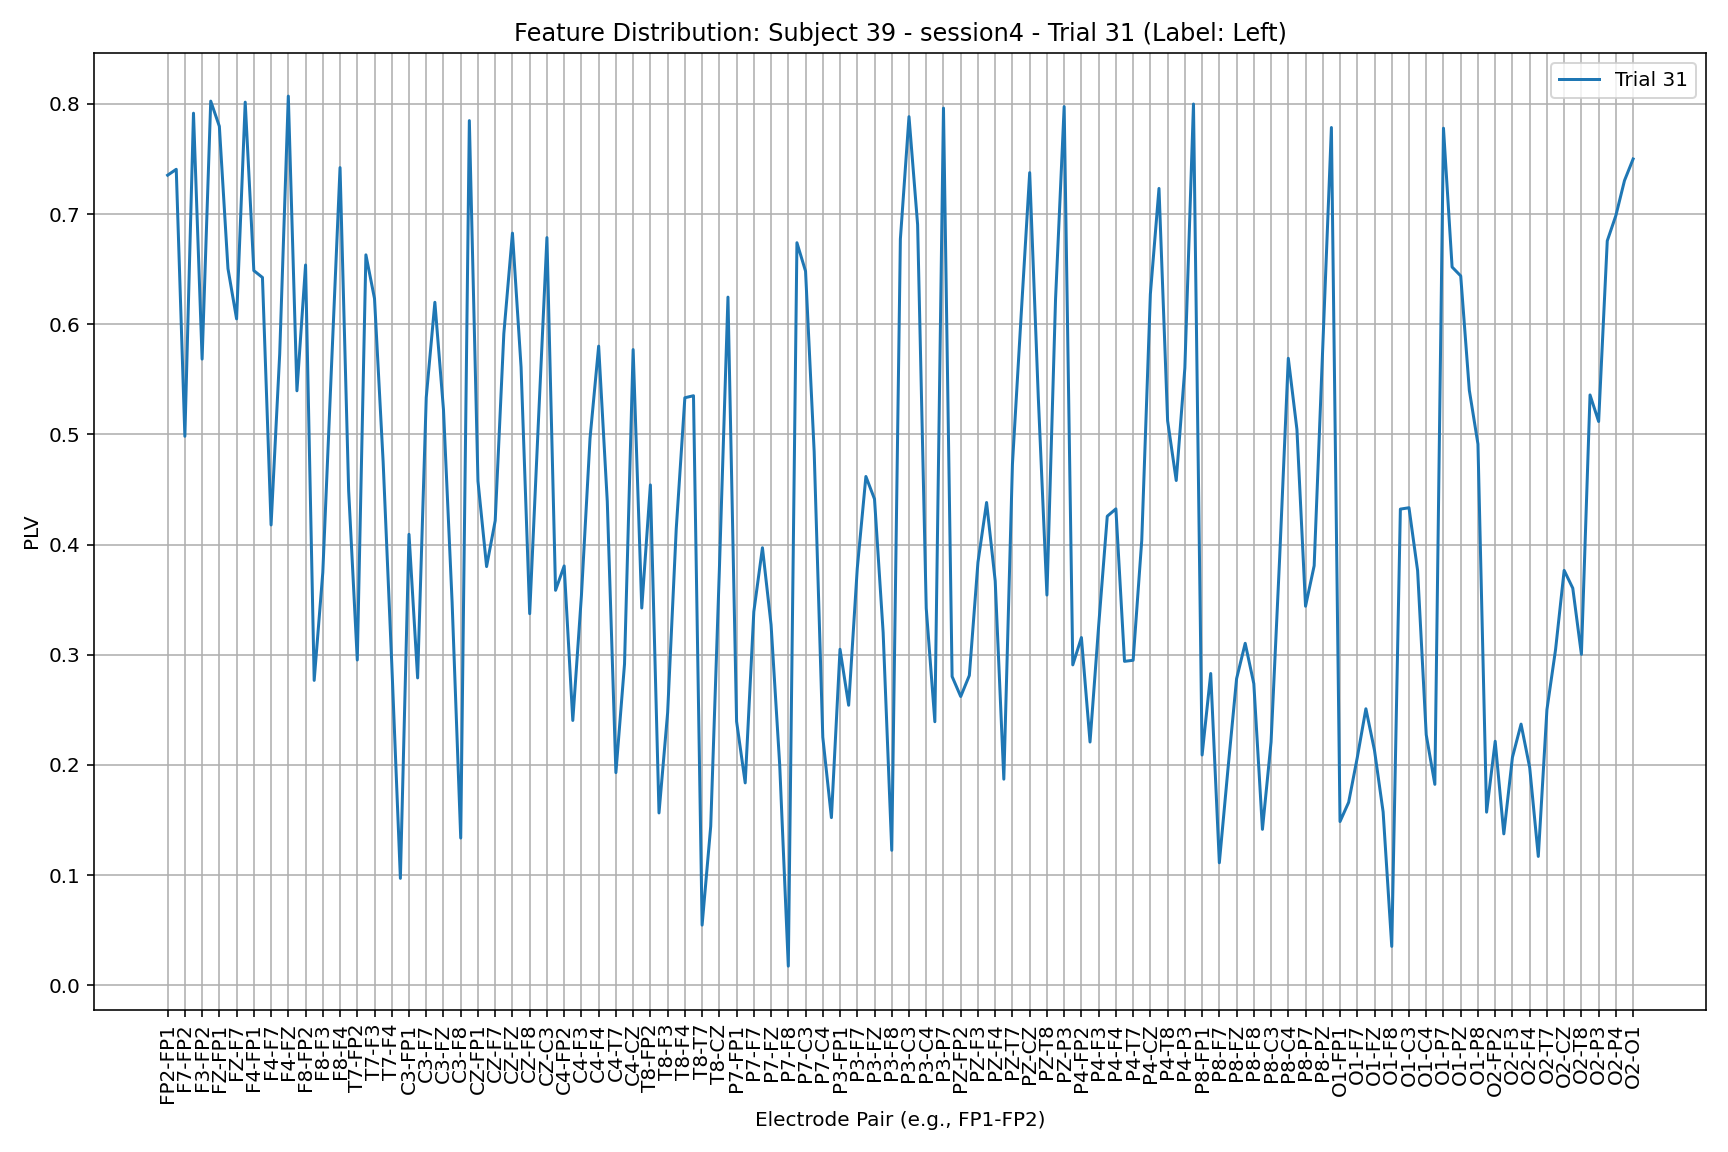 Feature Distribution: Subject 39 - session4 - Trial 31 (Label: Left)
Trial 31
PLV
0.8
0.7
0.6
0.5
0.4
0.3
0.2
0.1
0.0
FP2-FP1
F7-FP2
F3-FP2
FZ-FP1
FZ-F7
F4-FP1
F4-F7
F4-FZ
F8-FP2
F8-F3
F8-F4
T7-FP2
T7-F3
T7-F4
C3-FP1
C3-F7
C3-FZ
C3-F8
CZ-FP1
CZ-F7
CZ-FZ
CZ-F8
CZ-C3
C4-FP2
C4-F3
C4-F4
C4-T7
C4-CZ
T8-FP2
T8-F3
T8-F4
T8-T7
T8-CZ
P7-FP1
P7-F7
P7-FZ
P7-F8
P7-C3
P7-C4
P3-FP1
P3-F7
P3-FZ
P3-F8
P3-C3
P3-C4
P3-P7
PZ-FP2
PZ-F3
PZ-F4
PZ-T7
PZ-CZ
PZ-T8
PZ-P3
P4-FP2
P4-F3
P4-F4
P4-T7
P4-CZ
P4-T8
P4-P3
P8-FP1
P8-F7
P8-FZ
P8-F8
P8-C3
P8-C4
P8-P7
P8-PZ
O1-FP1
O1-F7
O1-FZ
O1-F8
O1-C3
O1-C4
O1-P7
O1-PZ
O1-P8
O2-FP2
O2-F3
O2-F4
O2-T7
O2-CZ
O2-T8
O2-P3
O2-P4
O2-O1
Electrode Pair (e.g., FP1-FP2)